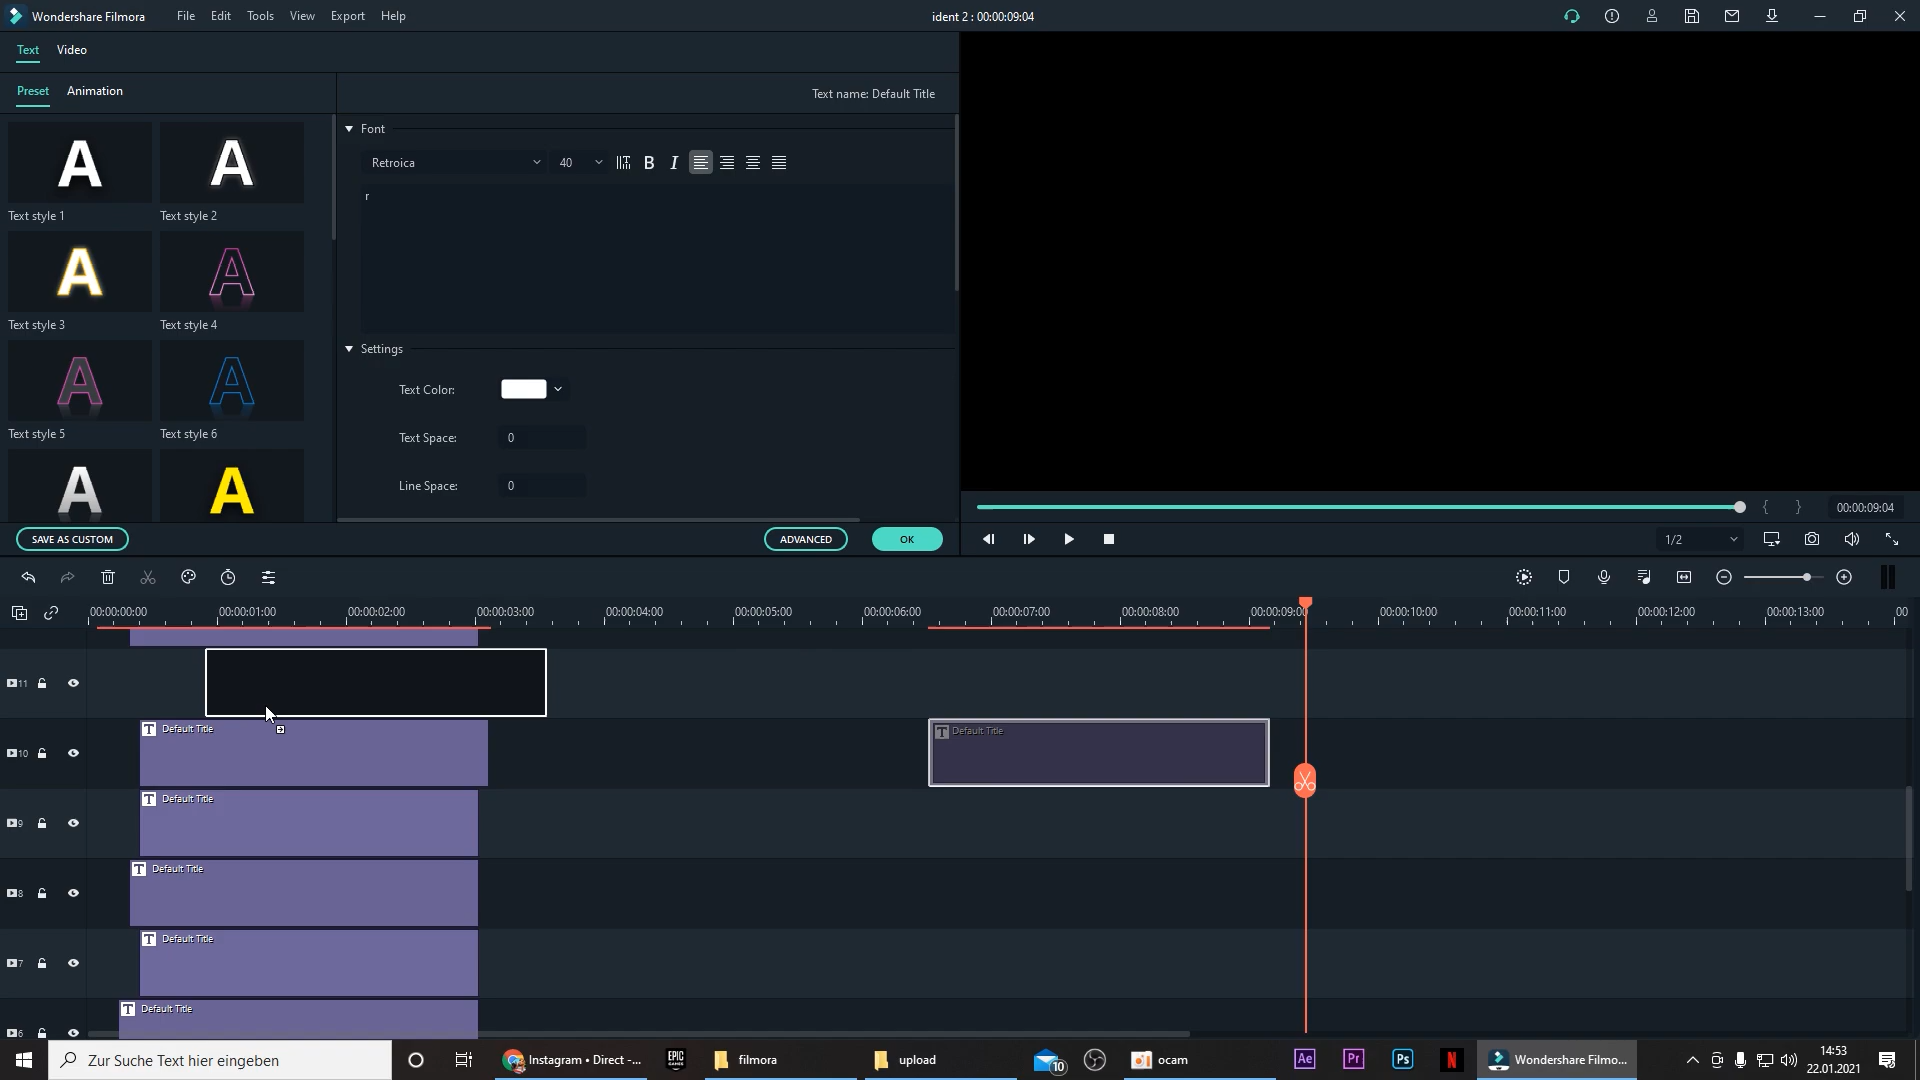 Wondershare Filmora File Edit Tools View Export Help ident 2 : 00:00:09:04
Text Video
Preset Animation Text name: Default Title
A A
Text style 1 Text style 2
A A
Text style 3 Text style 4
A A
Text style 5 Text style 6
A A
Font
Retroica 40 B I
r
Settings
Text Color:
Text Space: 0
Line Space: 0
{ } 00:00:09:04
SAVE AS CUSTOM ADVANCED OK
1/2
00:00:00:00 00:00:01:00 00:00:02:00 00:00:03:00 00:00:04:00 00:00:05:00 00:00:06:00 00:00:07:00 00:00:08:00 00:00:09:00 00:00:10:00 00:00:11:00 00:00:12:00 00:00:13:00 00
11
T Default Title T Default Title
10
T Default Title
9
T Default Title
8
T Default Title
7
T Default Title
6
Zur Suche Text hier eingeben
Instagram • Direct -...
EPIC GAMES
filmora
upload
10
ocam
Ae Pr Ps N
Wondershare Filmo...
14:53
22.01.2021